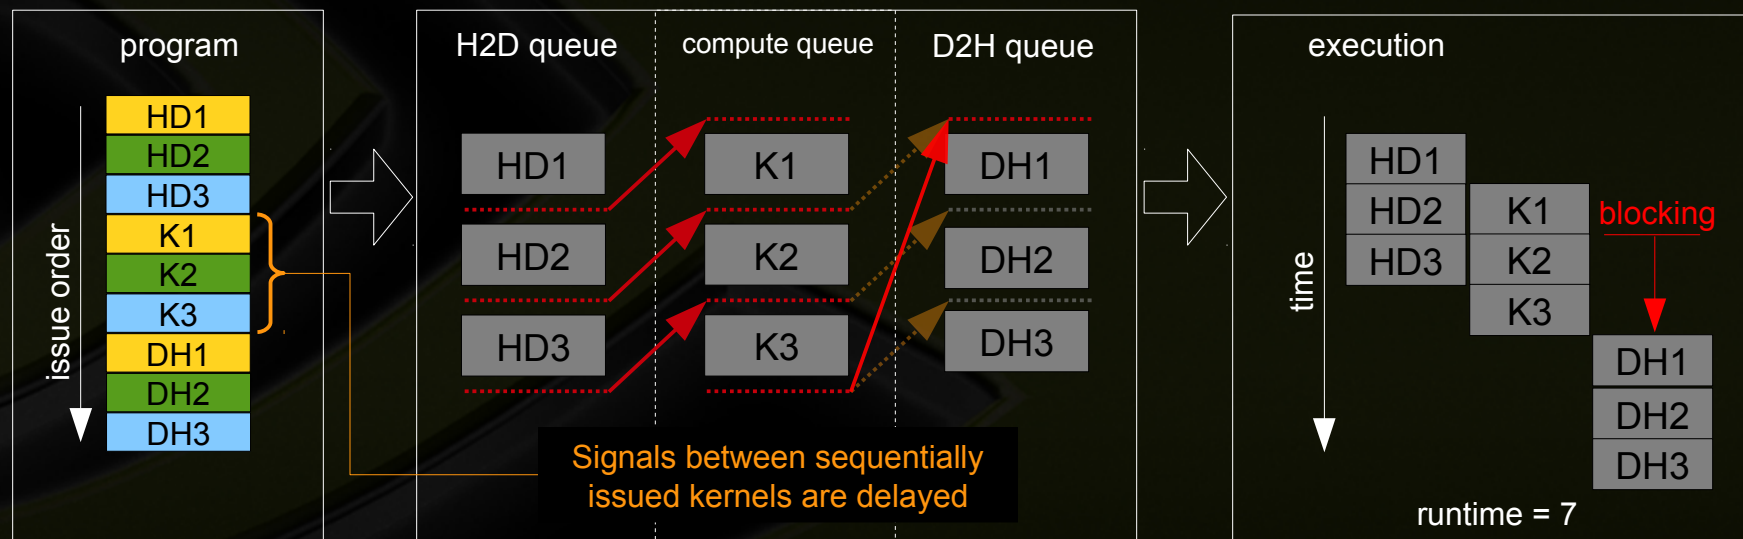 program
issue order
HD1
HD2
HD3
K1
K2
K3
DH1
DH2
DH3
H2D queue
HD1
HD2
HD3
compute queue
K1
K2
K3
D2H queue
DH1
DH2
DH3
Signals between sequentially
issued kernels are delayed
execution
time
HD1
HD2
HD3
K1
K2
K3
blocking
DH1
DH2
DH3
runtime = 7